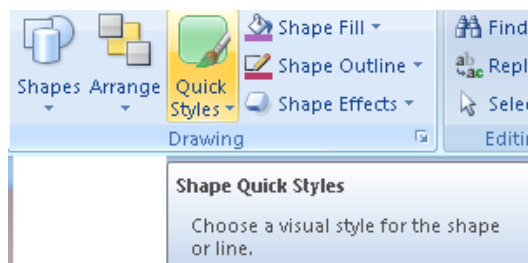 Shape Fill
Find
Shape Outline
Shapes Arrange Quick Styles
Shape Effects
Drawing
Shape Quick Styles
Choose a visual style for the shape
or line.